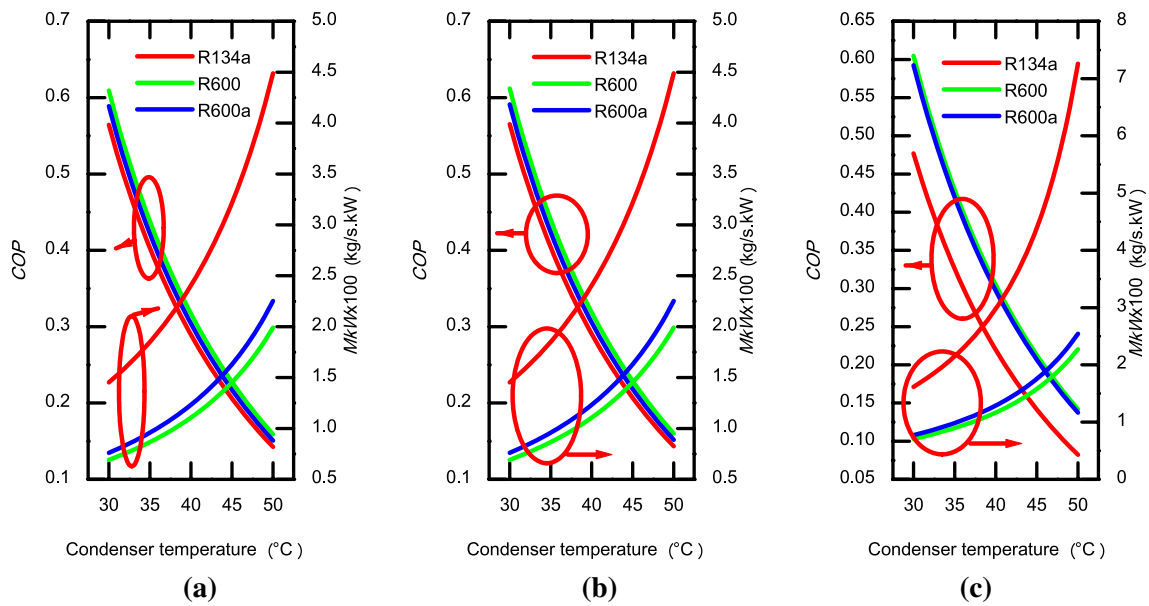 0.7
0.6
0.5
0.4
0.3
0.2
0.1
COP
R134a
R600
R600a
5.0
4.5
4.0
3.5
3.0
2.5
2.0
1.5
1.0
0.5
MkWx100 (kg/s.kW)
30 35 40 45 50
Condenser temperature (°C)
(a)
0.7
0.6
0.5
0.4
0.3
0.2
0.1
COP
R134a
R600
R600a
5.0
4.5
4.0
3.5
3.0
2.5
2.0
1.5
1.0
0.5
MkWx100 (kg/s.kW)
30 35 40 45 50
Condenser temperature (°C)
(b)
0.65
0.60
0.55
0.50
0.45
0.40
0.35
0.30
0.25
0.20
0.15
0.10
0.05
COP
R134a
R600
R600a
8
7
6
5
4
3
2
1
0
MkWx100 (kg/s.kW)
30 35 40 45 50
Condenser temperature (°C)
(c)